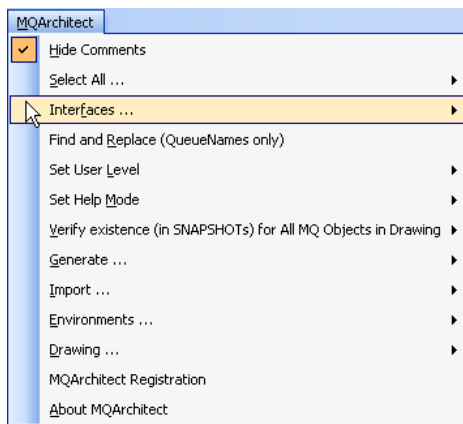 MQArchitect
Hide Comments
Select All ...
Interfaces ...
Find and Replace (QueueNames only)
Set User Level
Set Help Mode
Verify existence (in SNAPSHOTs) for All MQ Objects in Drawing
Generate ...
Import ...
Environments ...
Drawing ...
MQArchitect Registration
About MQArchitect